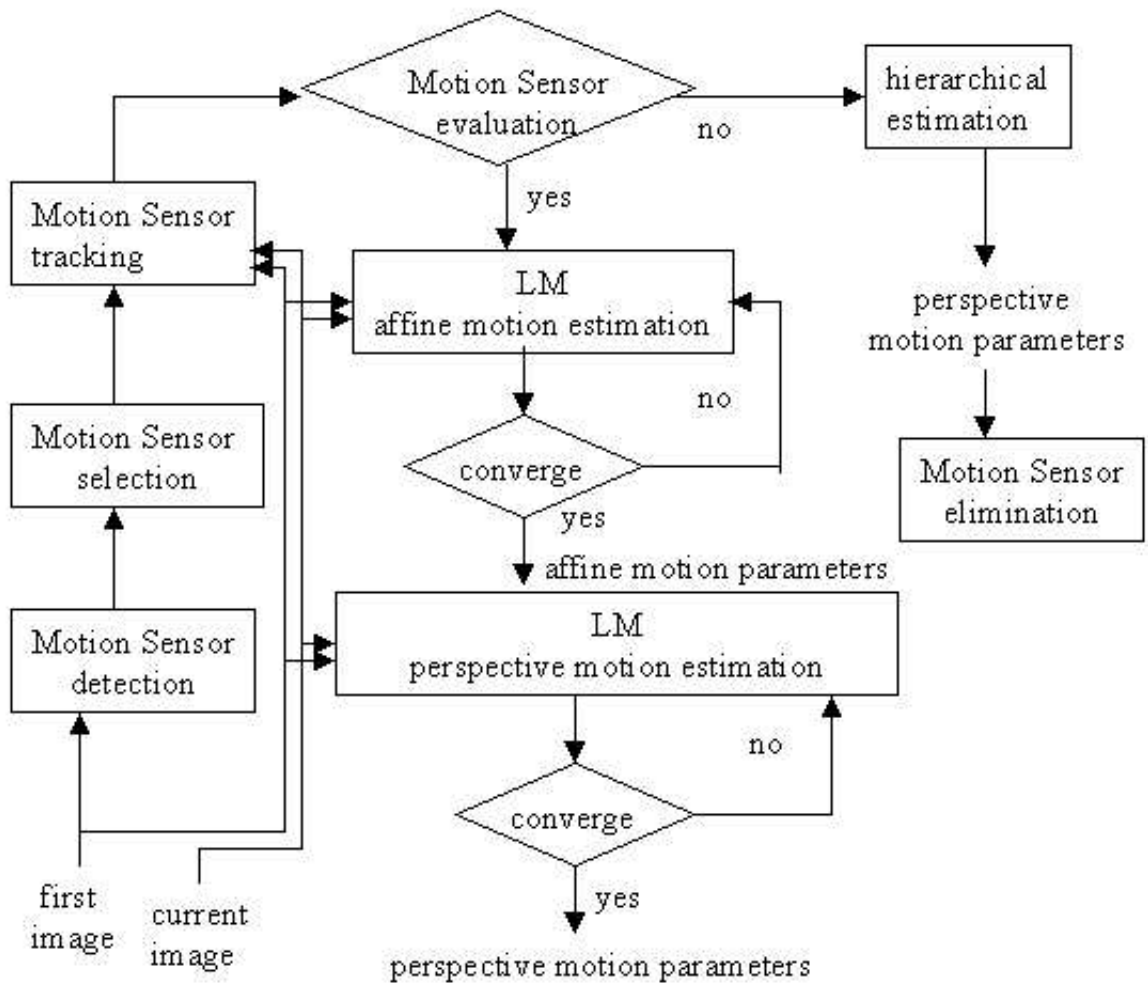 Motion Sensor
evaluation
no
hierarchical
estimation
yes
Motion Sensor
tracking
LM
affine motion estimation
perspective
motion parameters
no
Motion Sensor
selection
converge
Motion Sensor
elimination
yes
affine motion parameters
Motion Sensor
detection
LM
perspective motion estimation
no
converge
first
image
current
image
yes
perspective motion parameters